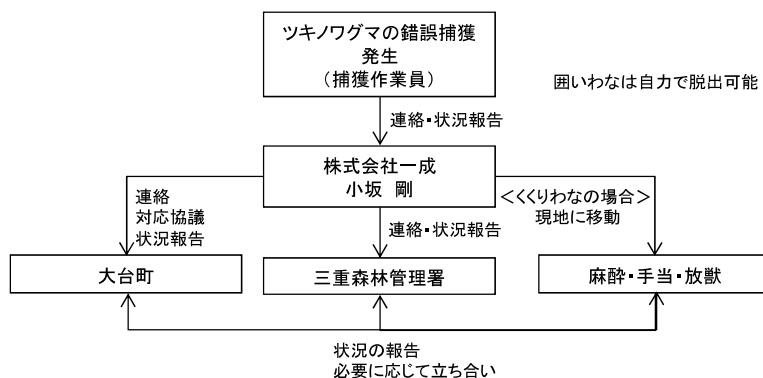 ツキノワグマの錯誤捕獲
発生
（捕獲作業員）
囲いわなは自力で脱出可能
連絡・状況報告
株式会社一成
小坂　剛
連絡
対応協議
状況報告
連絡・状況報告
＜くくりわなの場合＞
現地に移動
大台町
三重森林管理署
麻酔・手当・放獣
状況の報告
必要に応じて立ち合い